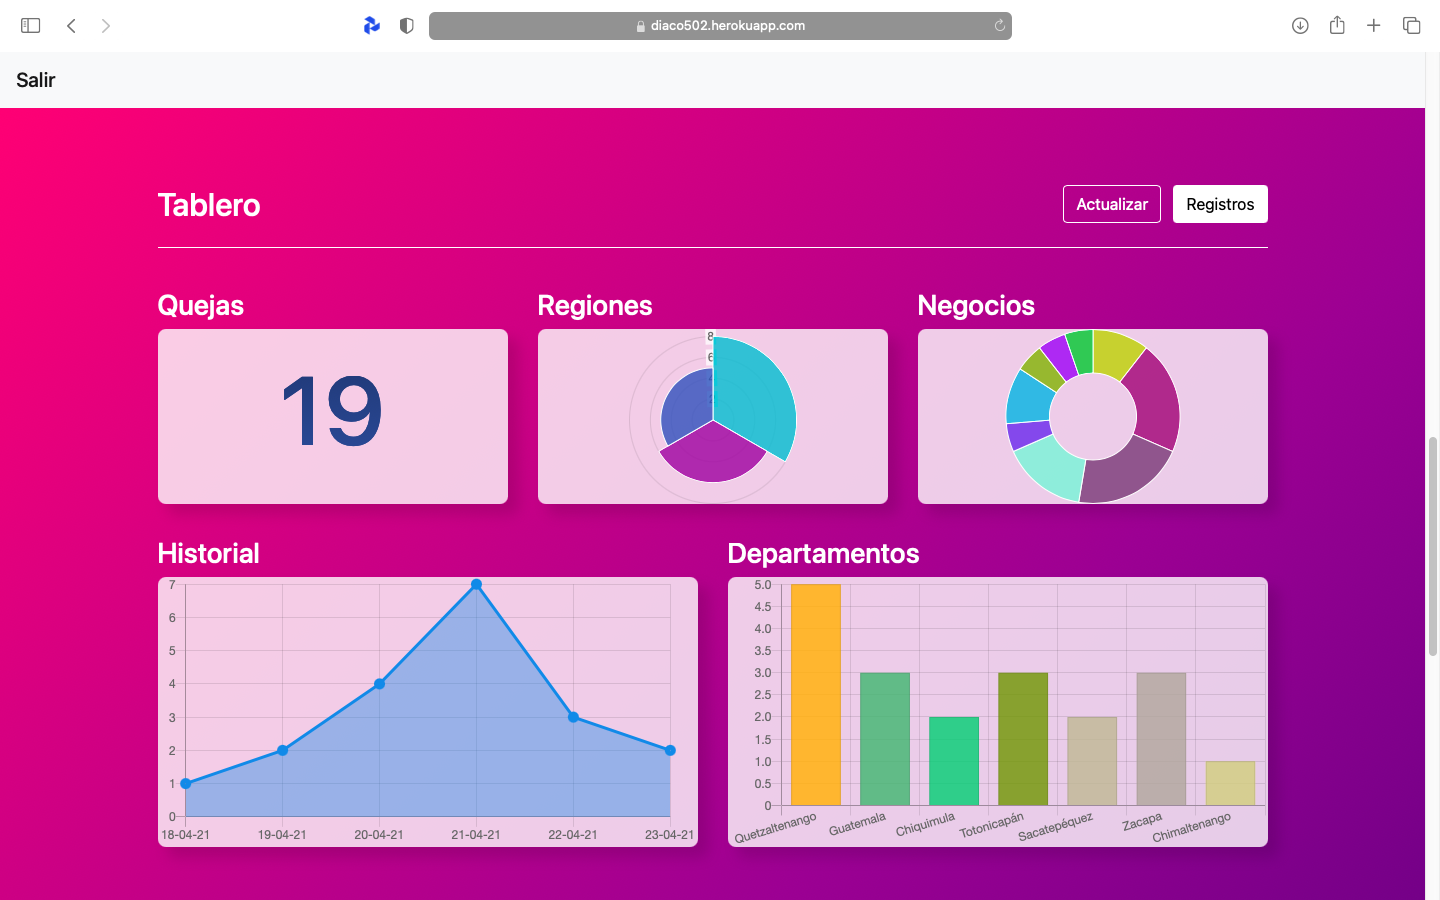 diaco502.herokuapp.com
Salir
Tablero
Actualizar
Registros
Quejas
Regiones
Negocios
19
8
6
Historial
Departamentos
7
6
5
4
3
2
1
0
18-04-21 19-04-21 20-04-21 21-04-21 22-04-21 23-04-21
5.0
4.5
4.0
3.5
3.0
2.5
2.0
1.5
1.0
0.5
0
Quetzaltenango Guatemala Chiquimula Totonicapán Sacatepéquez Zacapa Chimaltenango